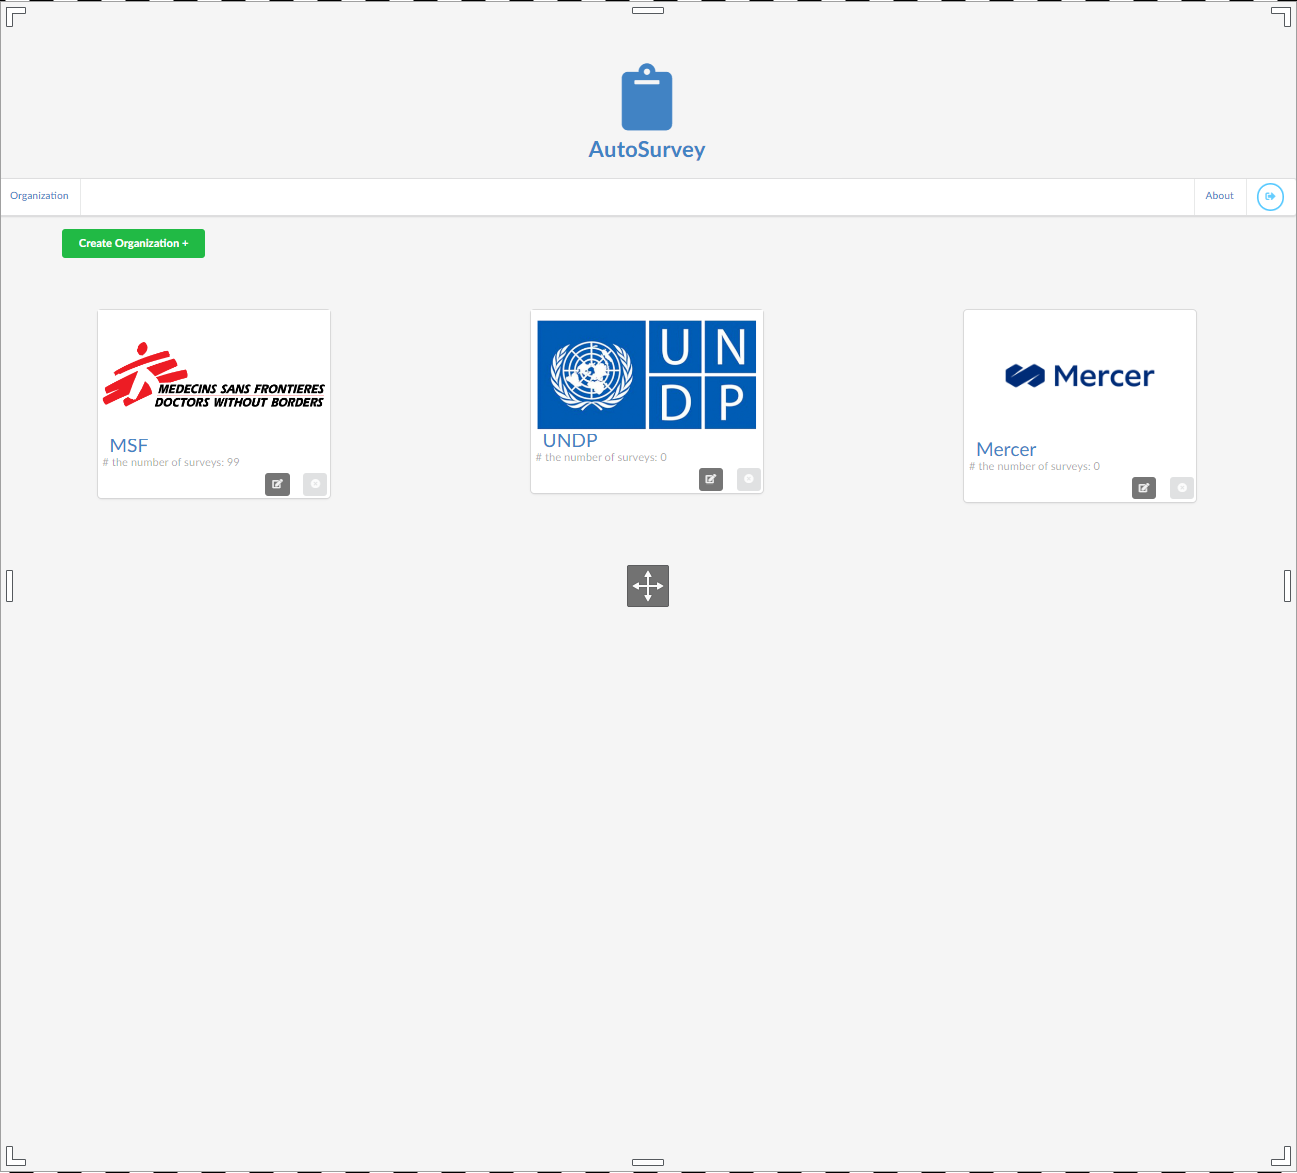 AutoSurvey
Organization
About
Create Organization +
MEDECINS SANS FRONTIERES
DOCTORS WITHOUT BORDERS
MSF
# the number of surveys: 99
U N
D P
UNDP
# the number of surveys: 0
Mercer
Mercer
# the number of surveys: 0